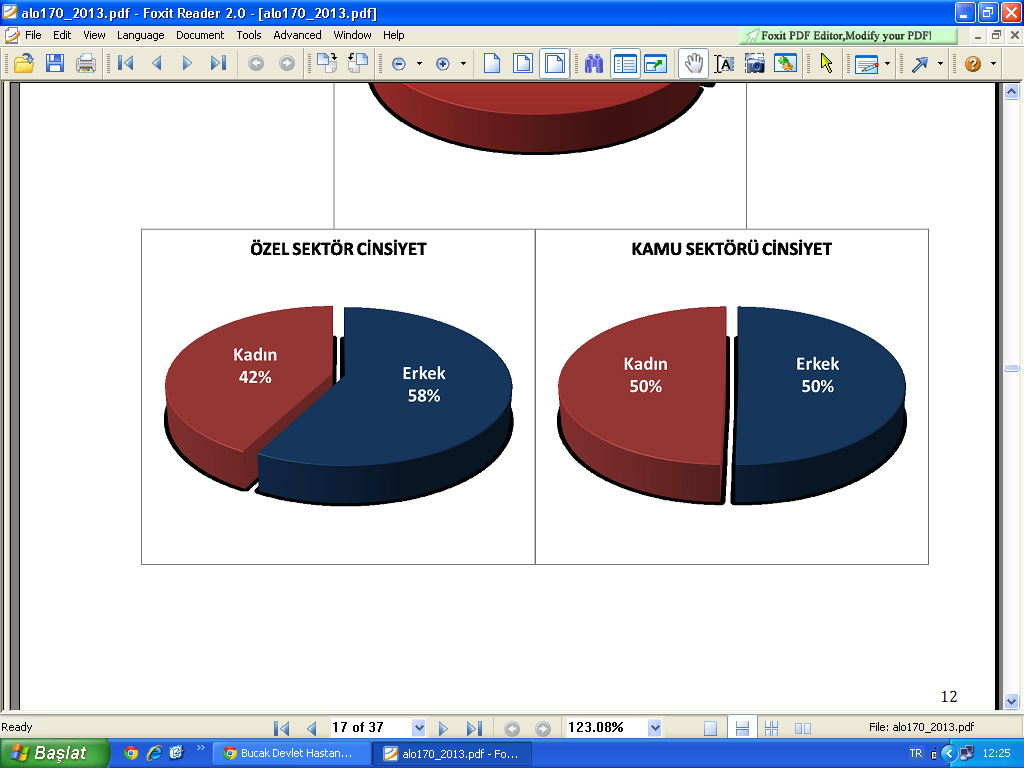 alo170_2013.pdf - Foxit Reader 2.0 - [alo170_2013.pdf]
File Edit View Language Document Tools Advanced Window Help
Foxit PDF Editor,Modify your PDF!
ÖZEL SEKTÖR CİNSİYET
Kadın
42%
Erkek
58%
KAMU SEKTÖRÜ CİNSİYET
Kadın
50%
Erkek
50%
12
Ready
17 of 37
123.08%
File: alo170_2013.pdf
Başlat
Bucak Devlet Hastan...
alo170_2013.pdf - Fo...
TR
12:25